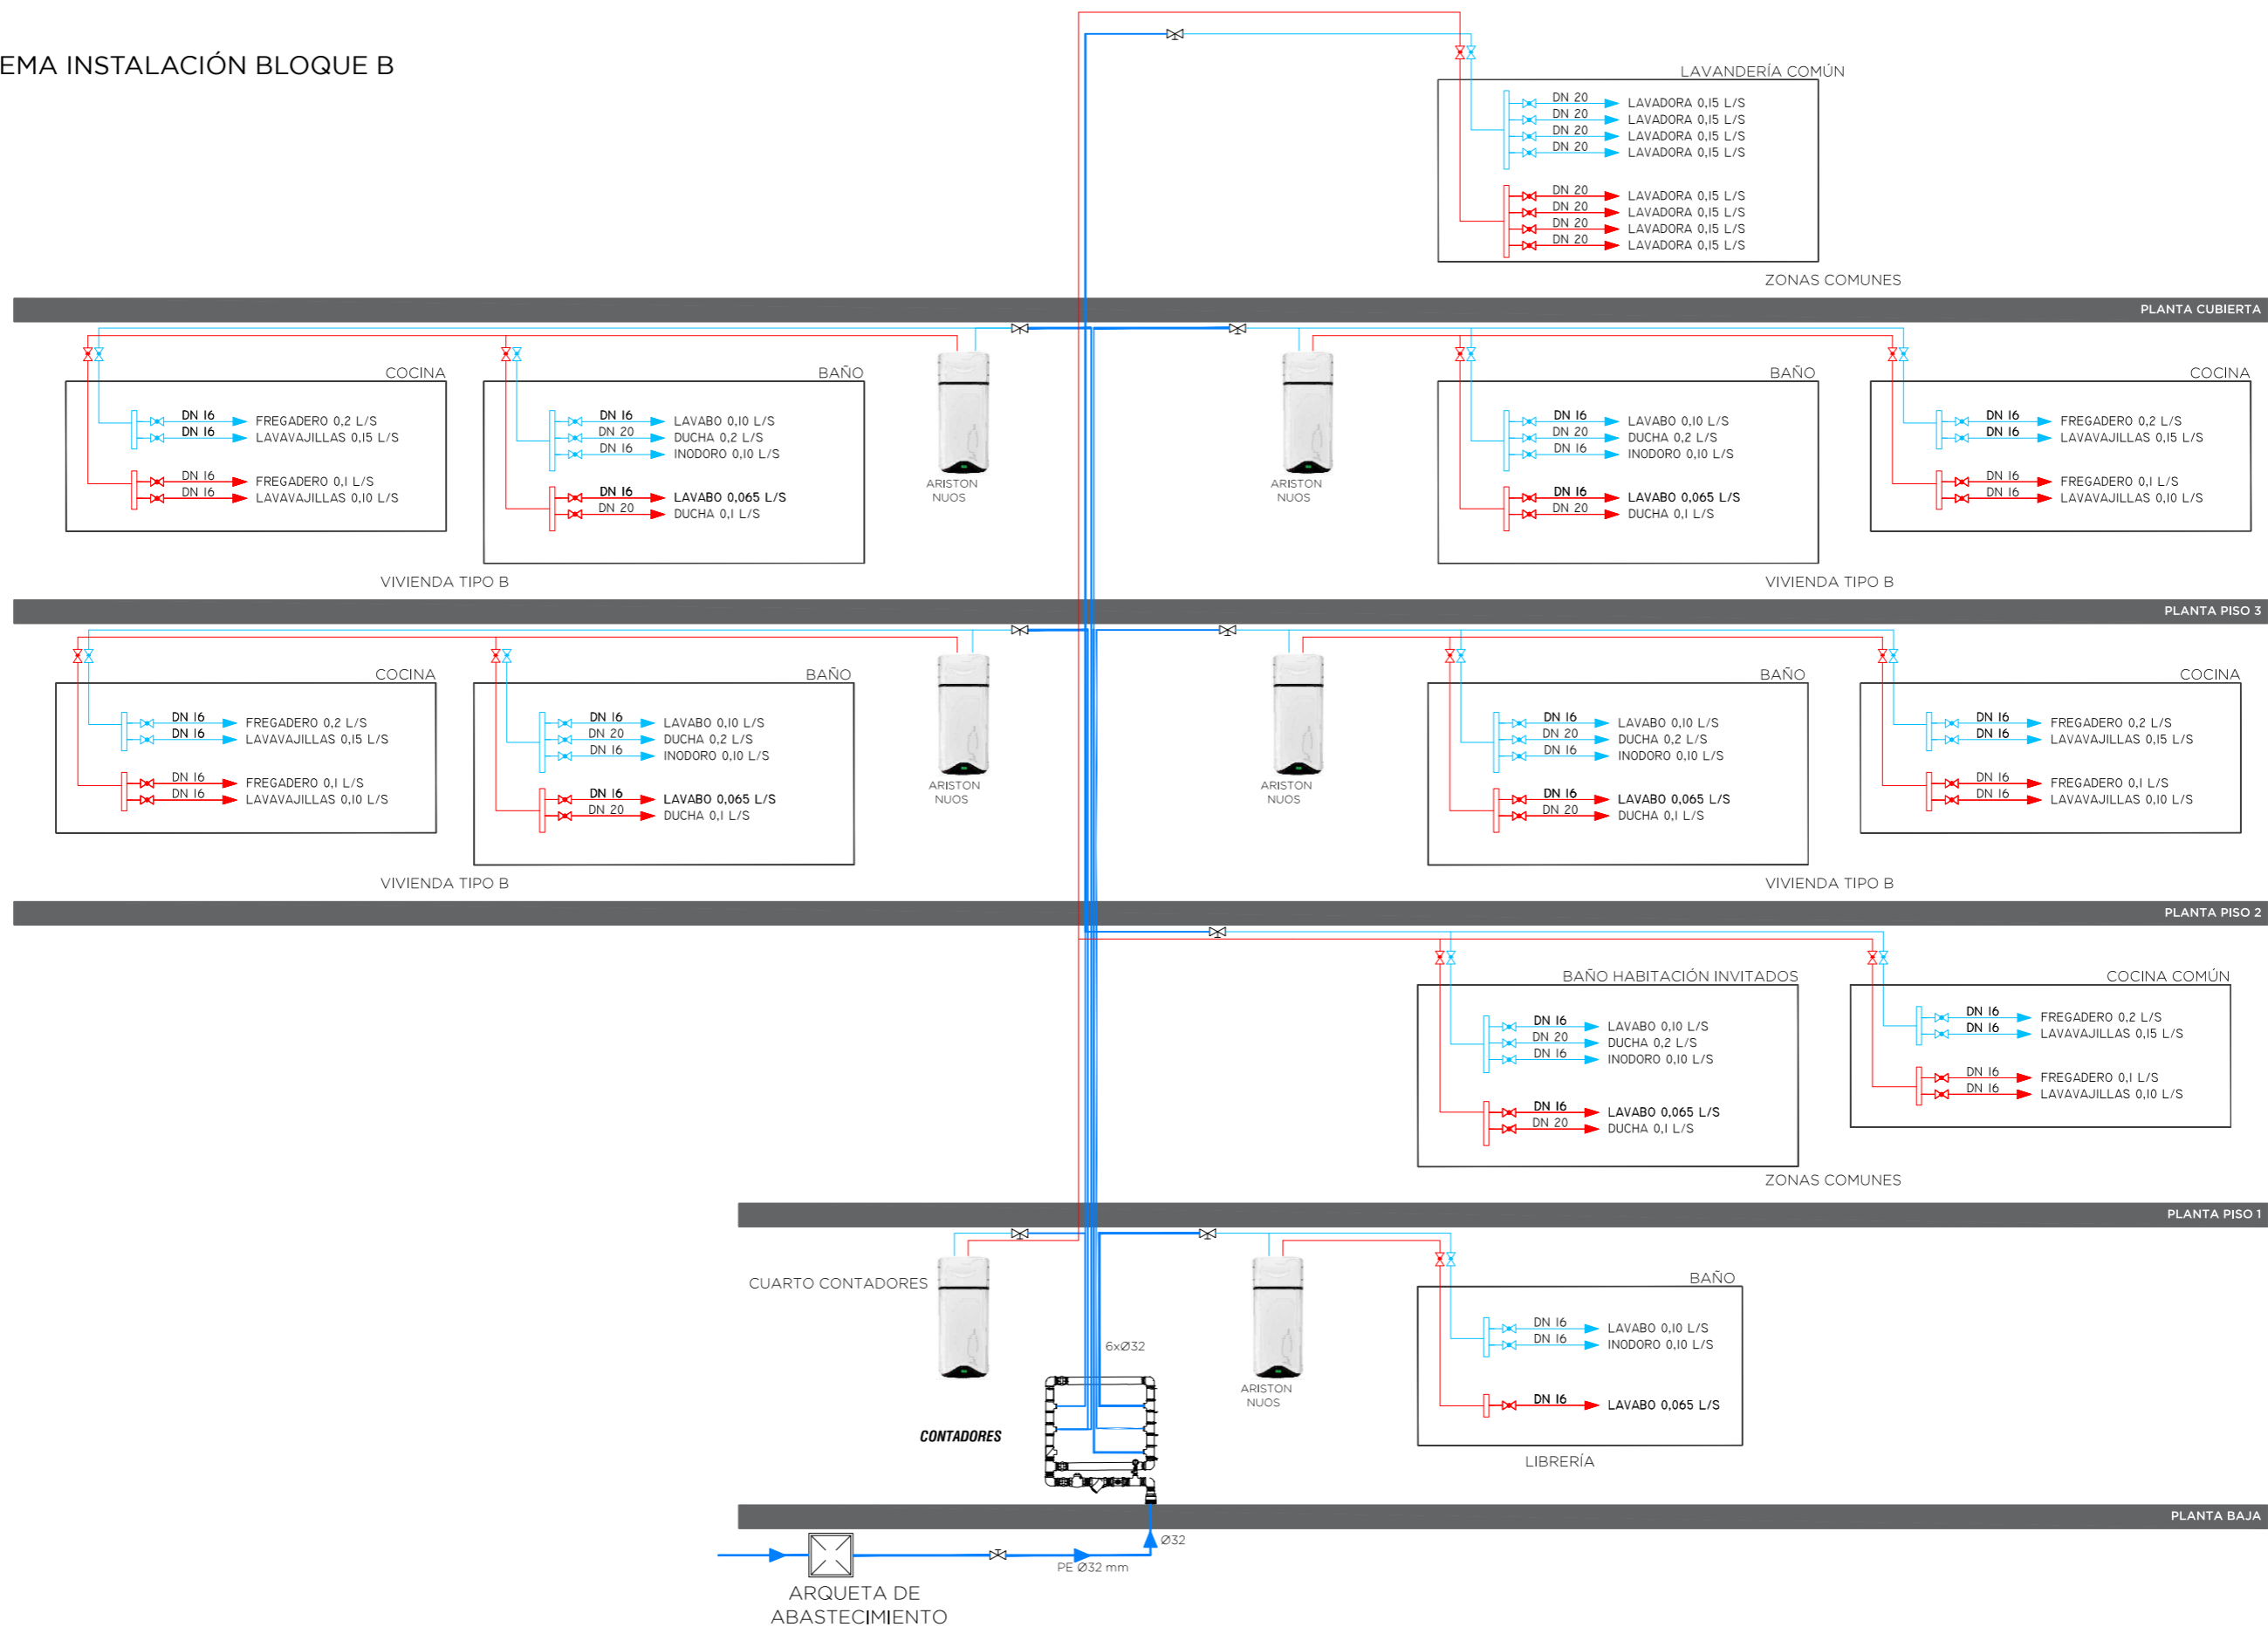 EMA INSTALACIÓN BLOQUE B
LAVANDERÍA COMÚN
DN 20 LAVADORA 0,15 L/S
DN 20 LAVADORA 0,15 L/S
DN 20 LAVADORA 0,15 L/S
DN 20 LAVADORA 0,15 L/S
DN 20 LAVADORA 0,15 L/S
DN 20 LAVADORA 0,15 L/S
DN 20 LAVADORA 0,15 L/S
DN 20 LAVADORA 0,15 L/S
ZONAS COMUNES
PLANTA CUBIERTA
COCINA
DN 16 FREGADERO 0,2 L/S
DN 16 LAVAVAJILLAS 0,15 L/S
DN 16 FREGADERO 0,1 L/S
DN 16 LAVAVAJILLAS 0,10 L/S
BAÑO
DN 16 LAVABO 0,10 L/S
DN 20 DUCHA 0,2 L/S
DN 16 INODORO 0,10 L/S
DN 16 LAVABO 0,065 L/S
DN 20 DUCHA 0,1 L/S
VIVIENDA TIPO B
ARISTON
NUOS
ARISTON
NUOS
BAÑO
DN 16 LAVABO 0,10 L/S
DN 20 DUCHA 0,2 L/S
DN 16 INODORO 0,10 L/S
DN 16 LAVABO 0,065 L/S
DN 20 DUCHA 0,1 L/S
COCINA
DN 16 FREGADERO 0,2 L/S
DN 16 LAVAVAJILLAS 0,15 L/S
DN 16 FREGADERO 0,1 L/S
DN 16 LAVAVAJILLAS 0,10 L/S
VIVIENDA TIPO B
PLANTA PISO 3
COCINA
DN 16 FREGADERO 0,2 L/S
DN 16 LAVAVAJILLAS 0,15 L/S
DN 16 FREGADERO 0,1 L/S
DN 16 LAVAVAJILLAS 0,10 L/S
BAÑO
DN 16 LAVABO 0,10 L/S
DN 20 DUCHA 0,2 L/S
DN 16 INODORO 0,10 L/S
DN 16 LAVABO 0,065 L/S
DN 20 DUCHA 0,1 L/S
VIVIENDA TIPO B
ARISTON
NUOS
ARISTON
NUOS
BAÑO
DN 16 LAVABO 0,10 L/S
DN 20 DUCHA 0,2 L/S
DN 16 INODORO 0,10 L/S
DN 16 LAVABO 0,065 L/S
DN 20 DUCHA 0,1 L/S
COCINA
DN 16 FREGADERO 0,2 L/S
DN 16 LAVAVAJILLAS 0,15 L/S
DN 16 FREGADERO 0,1 L/S
DN 16 LAVAVAJILLAS 0,10 L/S
VIVIENDA TIPO B
PLANTA PISO 2
BAÑO HABITACIÓN INVITADOS
DN 16 LAVABO 0,10 L/S
DN 20 DUCHA 0,2 L/S
DN 16 INODORO 0,10 L/S
DN 16 LAVABO 0,065 L/S
DN 20 DUCHA 0,1 L/S
COCINA COMÚN
DN 16 FREGADERO 0,2 L/S
DN 16 LAVAVAJILLAS 0,15 L/S
DN 16 FREGADERO 0,1 L/S
DN 16 LAVAVAJILLAS 0,10 L/S
ZONAS COMUNES
PLANTA PISO 1
CUARTO CONTADORES
6xØ32
CONTADORES
ARISTON
NUOS
BAÑO
DN 16 LAVABO 0,10 L/S
DN 16 INODORO 0,10 L/S
DN 16 LAVABO 0,065 L/S
LIBRERÍA
PLANTA BAJA
Ø32
PE Ø32 mm
ARQUETA DE
ABASTECIMIENTO